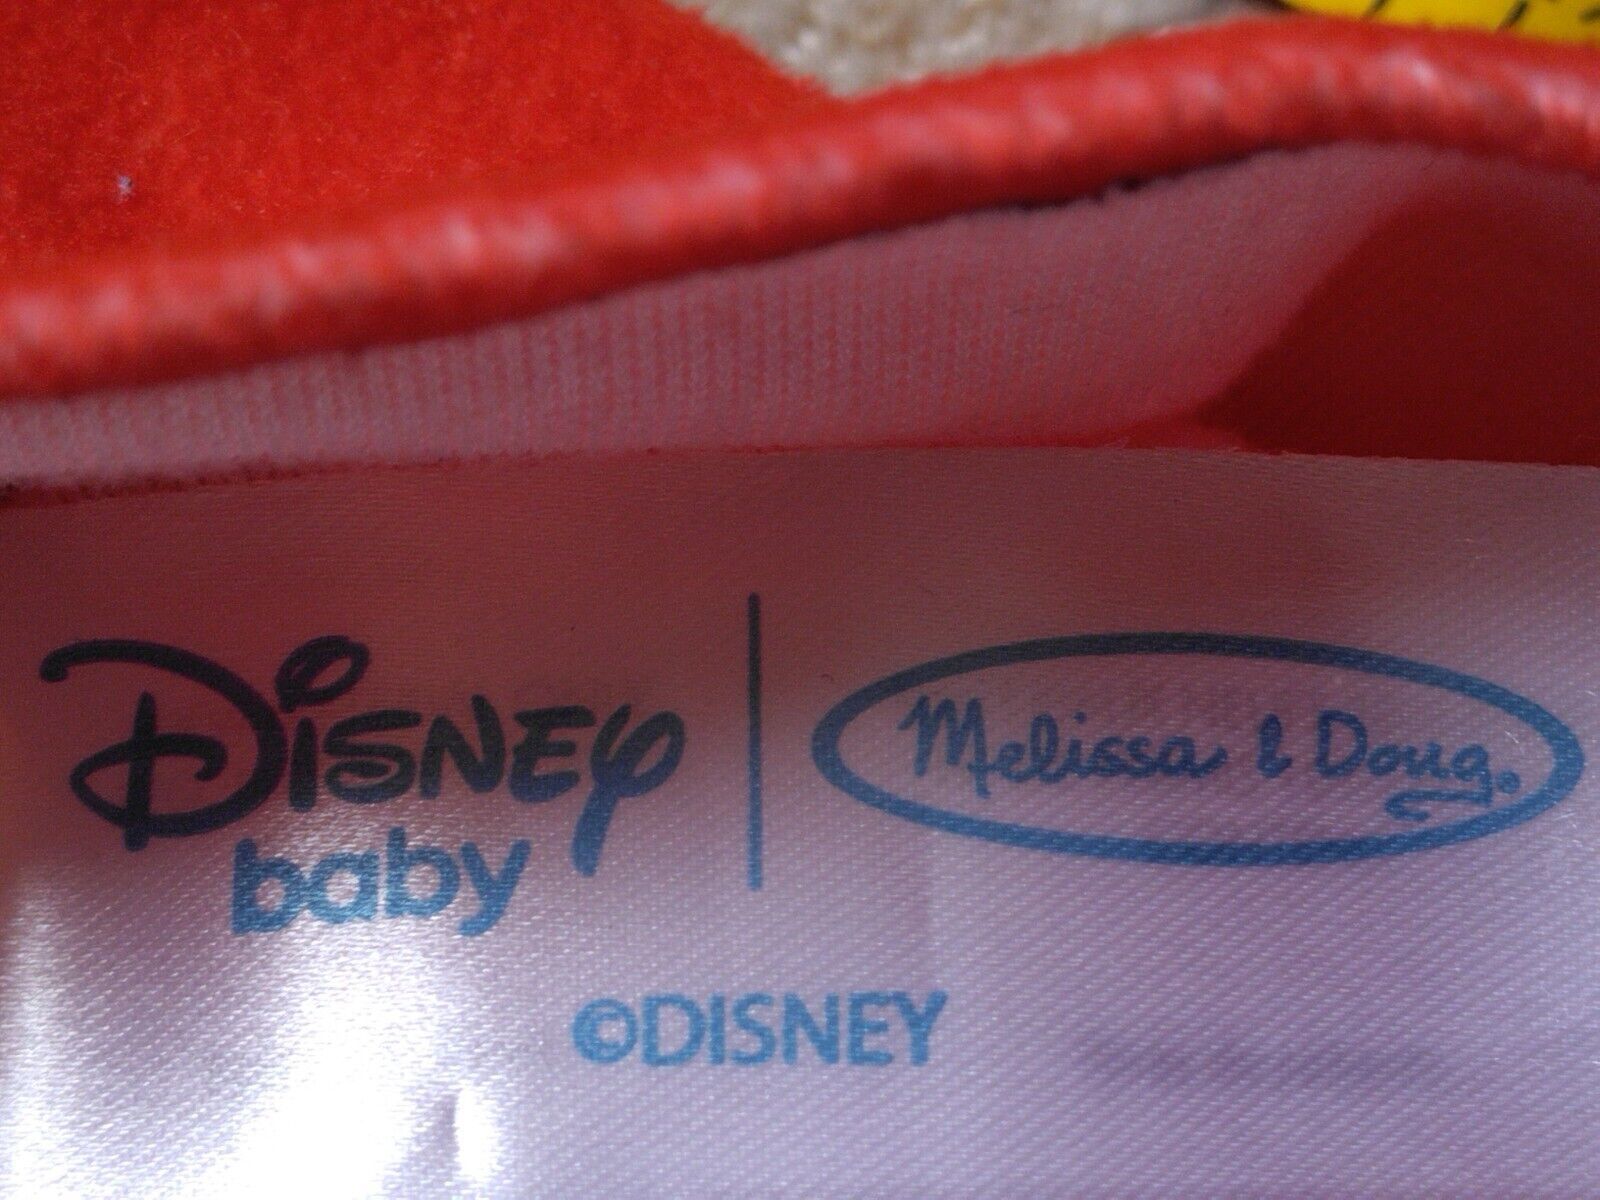 Disney | Melissa & Doug.
baby
©DISNEY